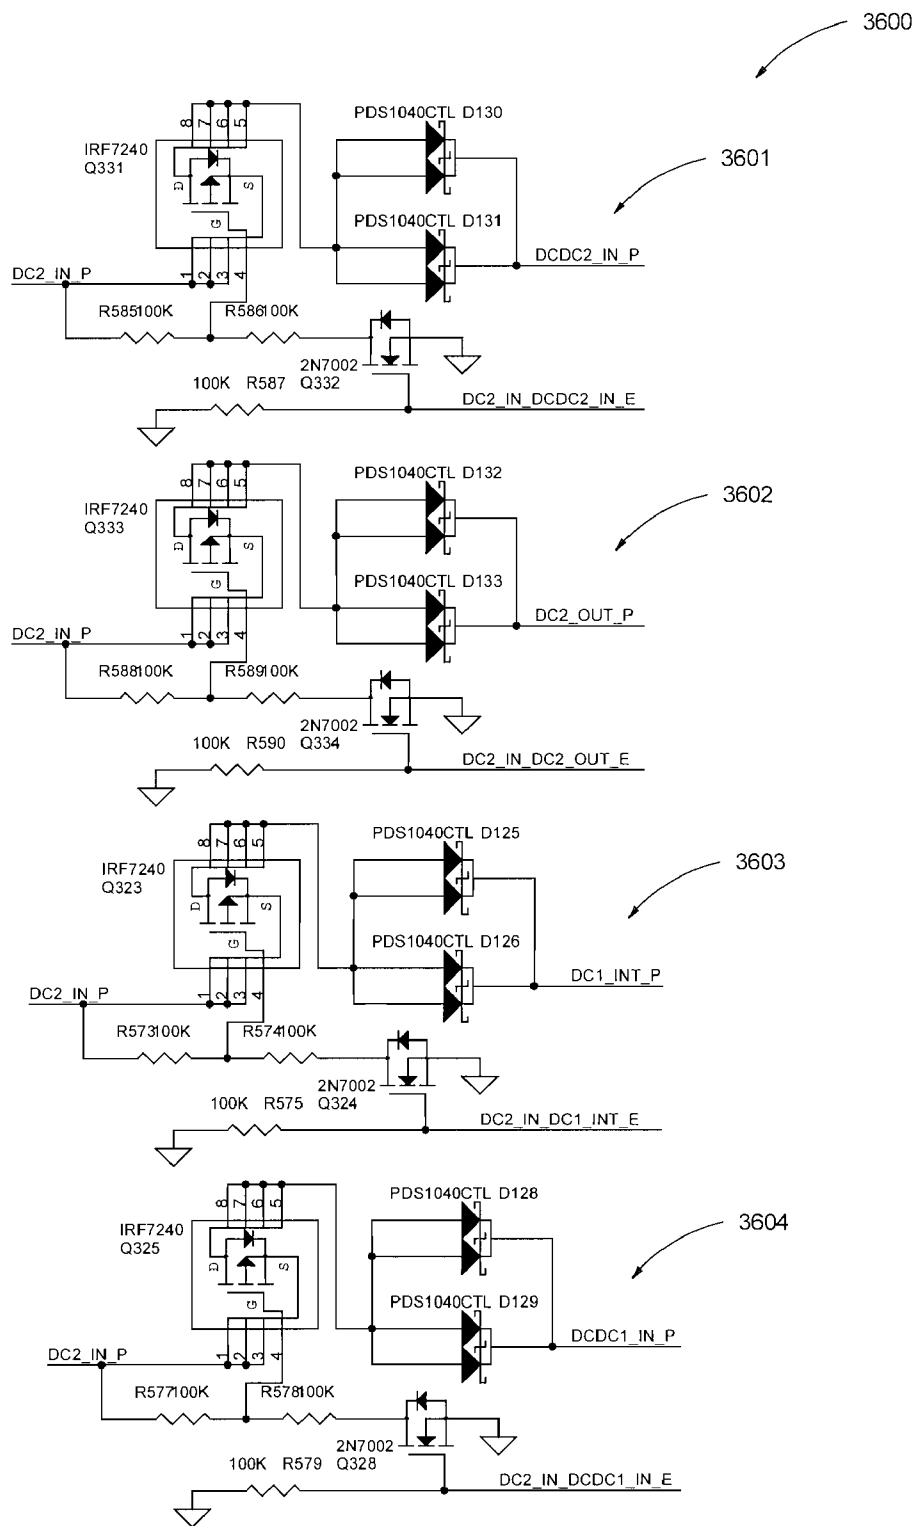 3600
PDS1040CTL D130
8 7 6 5
IRF7240
Q331
D S
G
3601
PDS1040CTL D131
DC2_IN_P
1 2 3 4
DCDC2_IN_P
R585100K R586100K
2N7002
Q332
100K R587
DC2_IN_DCDC2_IN_E
PDS1040CTL D132
8 7 6 5
IRF7240
Q333
D S
G
3602
PDS1040CTL D133
DC2_IN_P
1 2 3 4
DC2_OUT_P
R588100K R589100K
2N7002
Q334
100K R590
DC2_IN_DC2_OUT_E
PDS1040CTL D125
8 7 6 5
IRF7240
Q323
D S
G
3603
PDS1040CTL D126
DC2_IN_P
1 2 3 4
DC1_INT_P
R573100K R574100K
2N7002
Q324
100K R575
DC2_IN_DC1_INT_E
PDS1040CTL D128
8 7 6 5
IRF7240
Q325
D S
G
3604
PDS1040CTL D129
DC2_IN_P
1 2 3 4
DCDC1_IN_P
R577100K R578100K
2N7002
Q328
100K R579
DC2_IN_DCDC1_IN_E